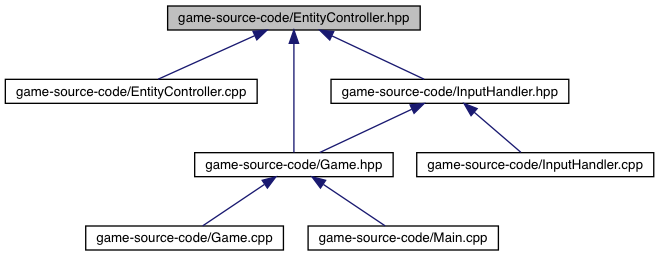 game-source-code/EntityController.hpp
game-source-code/EntityController.cpp
game-source-code/InputHandler.hpp
game-source-code/Game.hpp
game-source-code/InputHandler.cpp
game-source-code/Game.cpp
game-source-code/Main.cpp